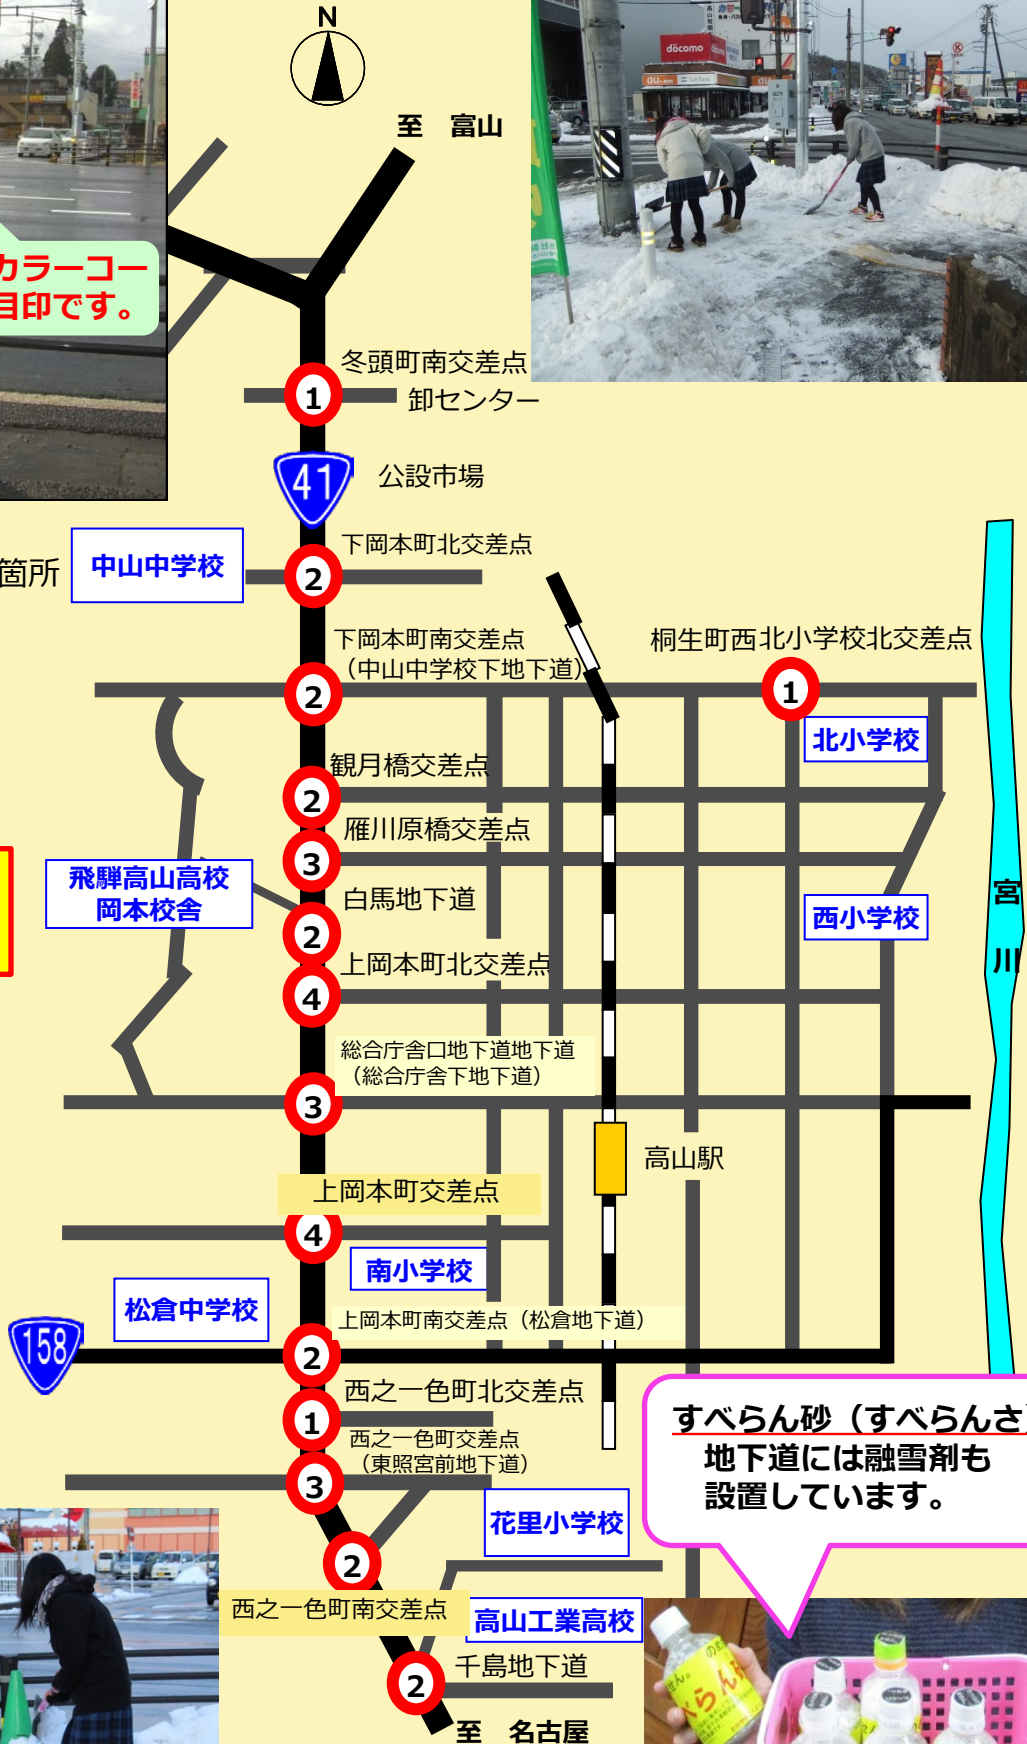 N
至 富山
döcomo
döcomo
au
SoftBank
カラーコー
目印です。
冬頭町南交差点
1
卸センター
41
公設市場
箇所
中山中学校
下岡本町北交差点
2
下岡本町南交差点
（中山中学校下地下道）
2
桐生町西北小学校北交差点
1
北小学校
観月橋交差点
2
雁川原橋交差点
3
飛騨高山高校
岡本校舎
白馬地下道
2
西小学校
宮川
上岡本町北交差点
4
総合庁舎口地下道地下道
（総合庁舎下地下道）
3
高山駅
上岡本町交差点
4
南小学校
松倉中学校
上岡本町南交差点（松倉地下道）
158
2
西之一色町北交差点
1
西之一色町交差点
（東照宮前地下道）
3
すべらん砂（すべらんさ）
地下道には融雪剤も
設置しています。
花里小学校
2
西之一色町南交差点
高山工業高校
千島地下道
2
至 名古屋